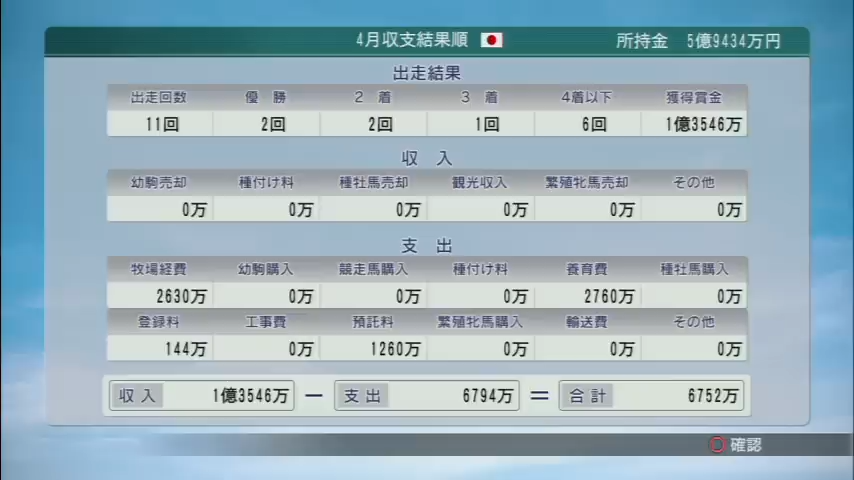 4月収支結果順 所持金 5億9434万円
出走結果
出走回数 優 勝 2 着 3 着 4着以下 獲得賞金
11回 2回 2回 1回 6回 1億3546万
収 入
幼駒売却 種付け料 種牡馬売却 観光収入 繁殖牝馬売却 その他
0万 0万 0万 0万 0万 0万
支 出
牧場経費 幼駒購入 競走馬購入 種付け料 養育費 種牡馬購入
2630万 0万 0万 0万 2760万 0万
登録料 工事費 預託料 繁殖牝馬購入 輸送費 その他
144万 0万 1260万 0万 0万 0万
収 入 1億3546万 － 支 出 6794万 ＝ 合 計 6752万
確認